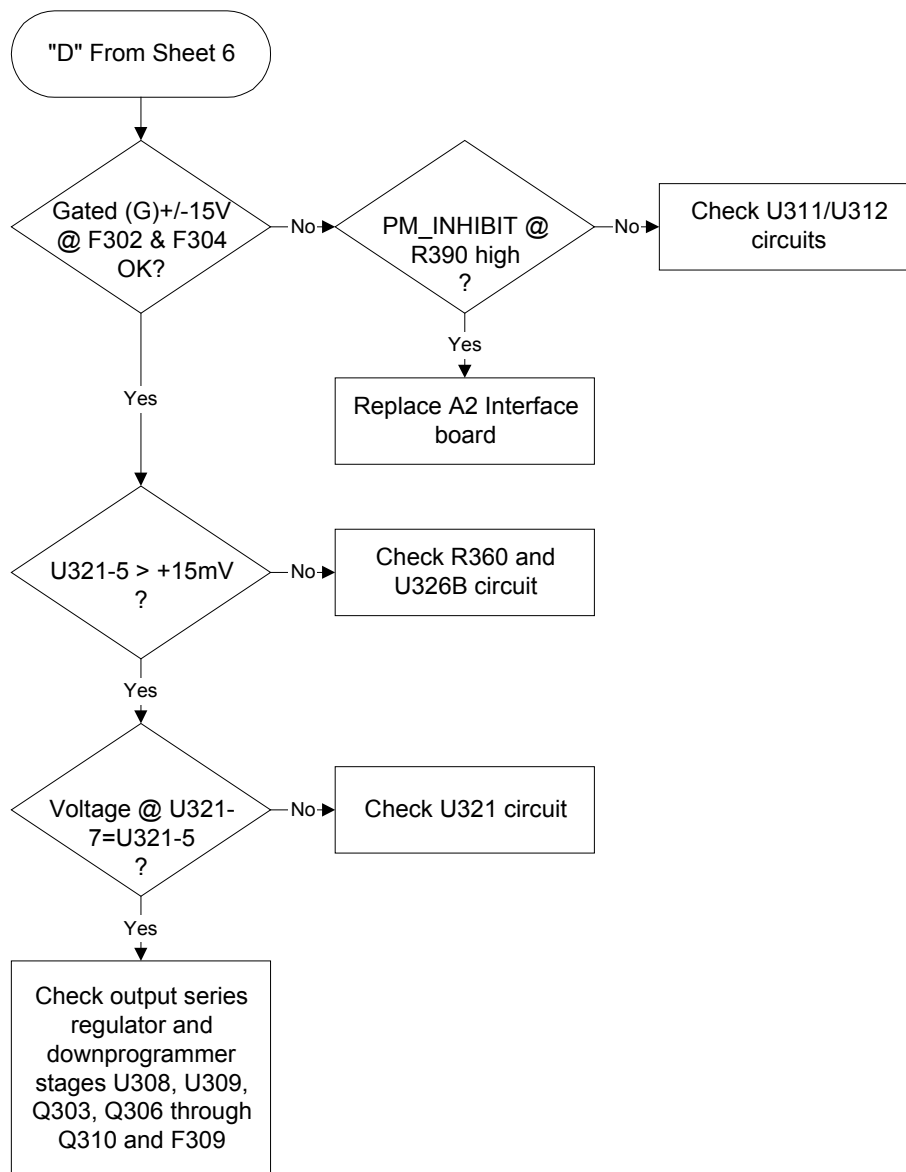 "D" From Sheet 6
Gated (G)+/-15V
@ F302 & F304
OK?
No
PM_INHIBIT @
R390 high
?
No
Check U311/U312
circuits
Yes
Replace A2 Interface
board
Yes
U321-5 > +15mV
?
No
Check R360 and
U326B circuit
Yes
Voltage @ U321-
7=U321-5
?
No
Check U321 circuit
Yes
Check output series
regulator and
downprogrammer
stages U308, U309,
Q303, Q306 through
Q310 and F309